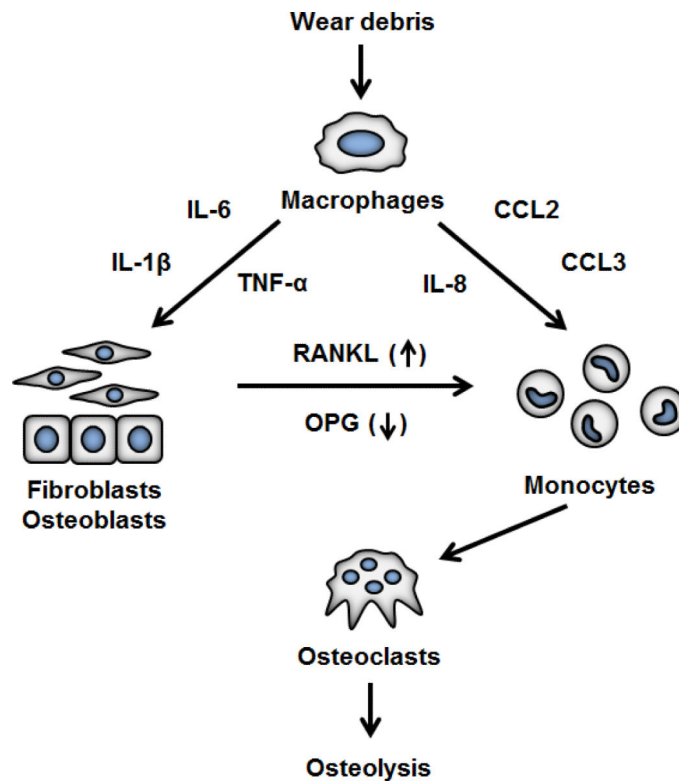 Wear debris
Macrophages
IL-6
IL-1β
TNF-α
CCL2
CCL3
IL-8
RANKL (↑)
OPG (↓)
Fibroblasts
Osteoblasts
Monocytes
Osteoclasts
Osteolysis